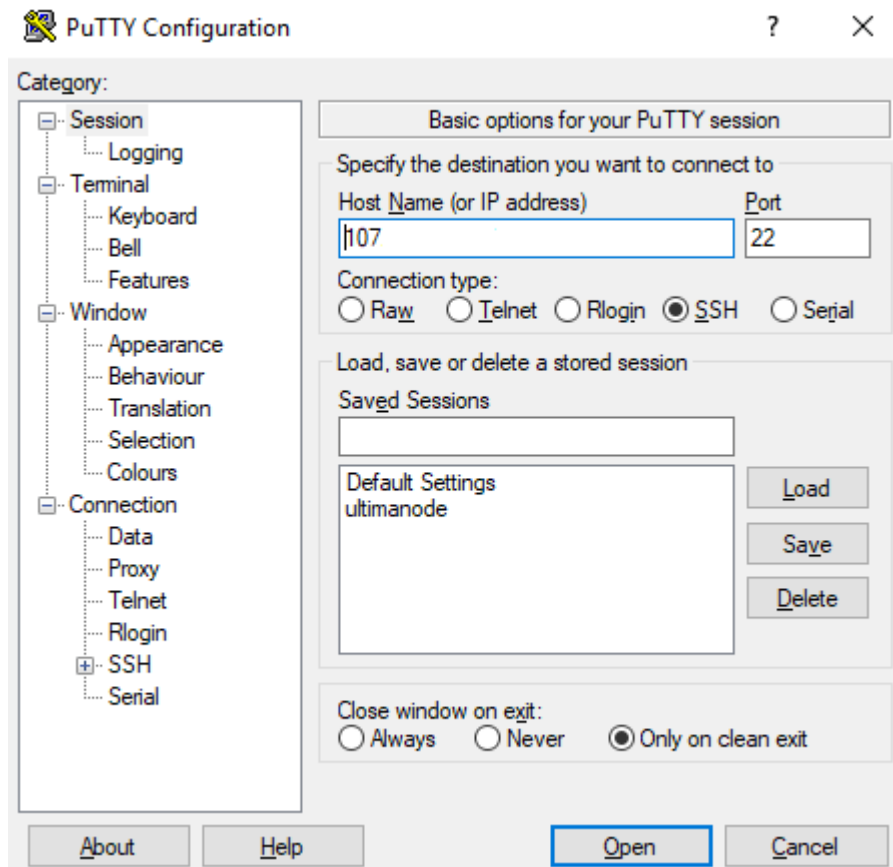 PuTTY Configuration ? ×
Category:
Session
Logging
Terminal
Keyboard
Bell
Features
Window
Appearance
Behaviour
Translation
Selection
Colours
Connection
Data
Proxy
Telnet
Rlogin
SSH
Serial
Basic options for your PuTTY session
Specify the destination you want to connect to
Host Name (or IP address) Port
107 22
Connection type:
Raw Telnet Rlogin SSH Serial
Load, save or delete a stored session
Saved Sessions
Default Settings
ultimanode
Load
Save
Delete
Close window on exit:
Always Never Only on clean exit
About Help Open Cancel